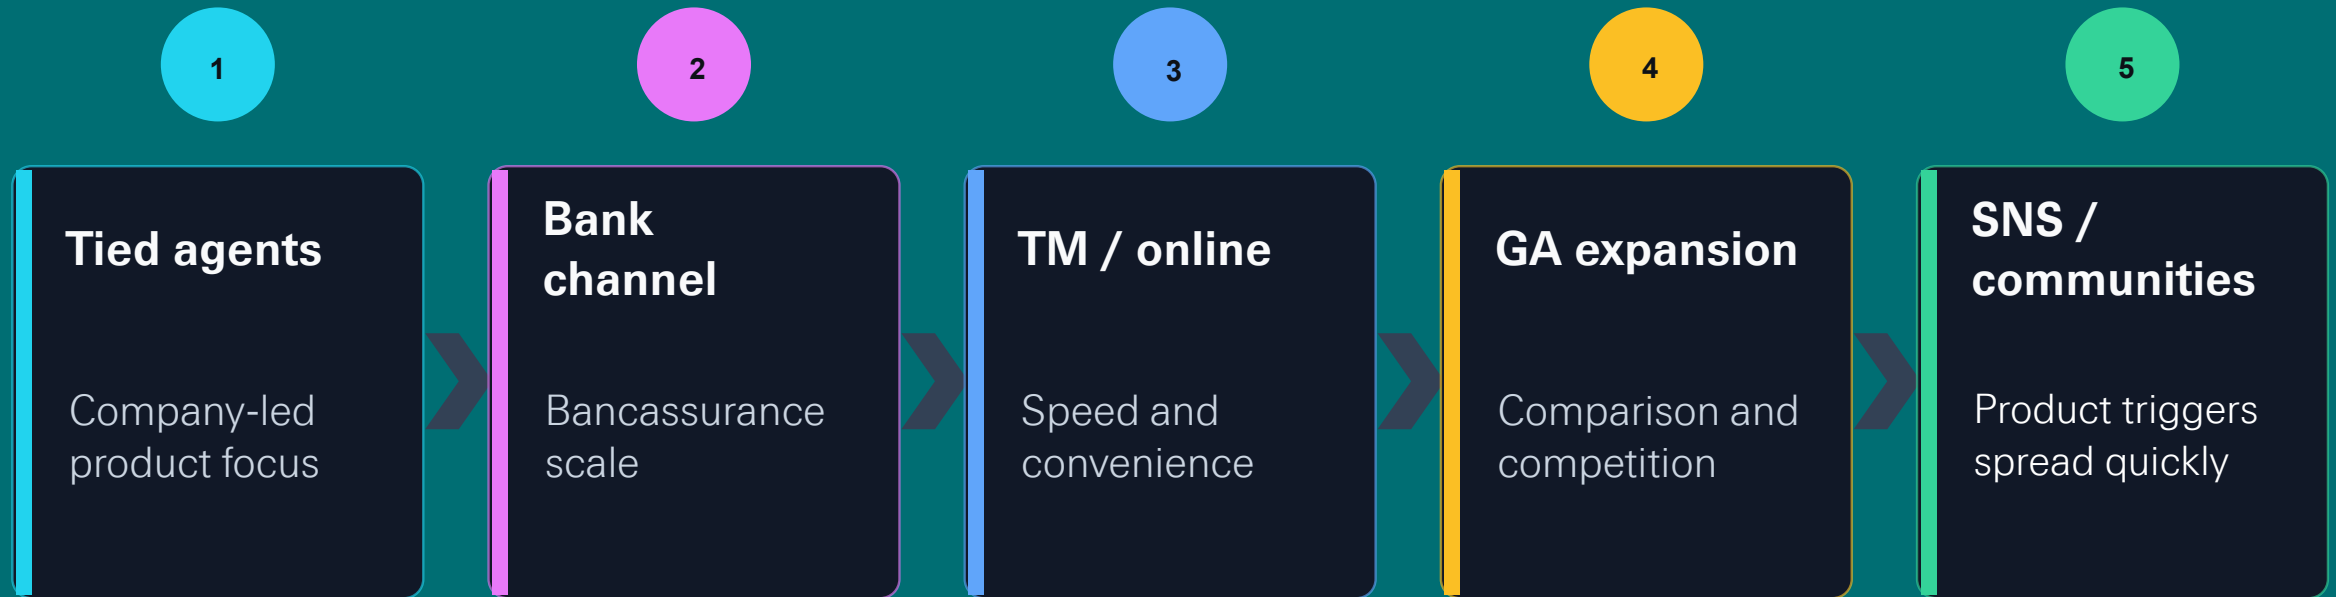 1
Tied agents
Company-led
product focus
2
Bank
channel
Bancassurance
scale
3
TM / online
Speed and
convenience
4
GA expansion
Comparison and
competition
5
SNS /
communities
Product triggers
spread quickly